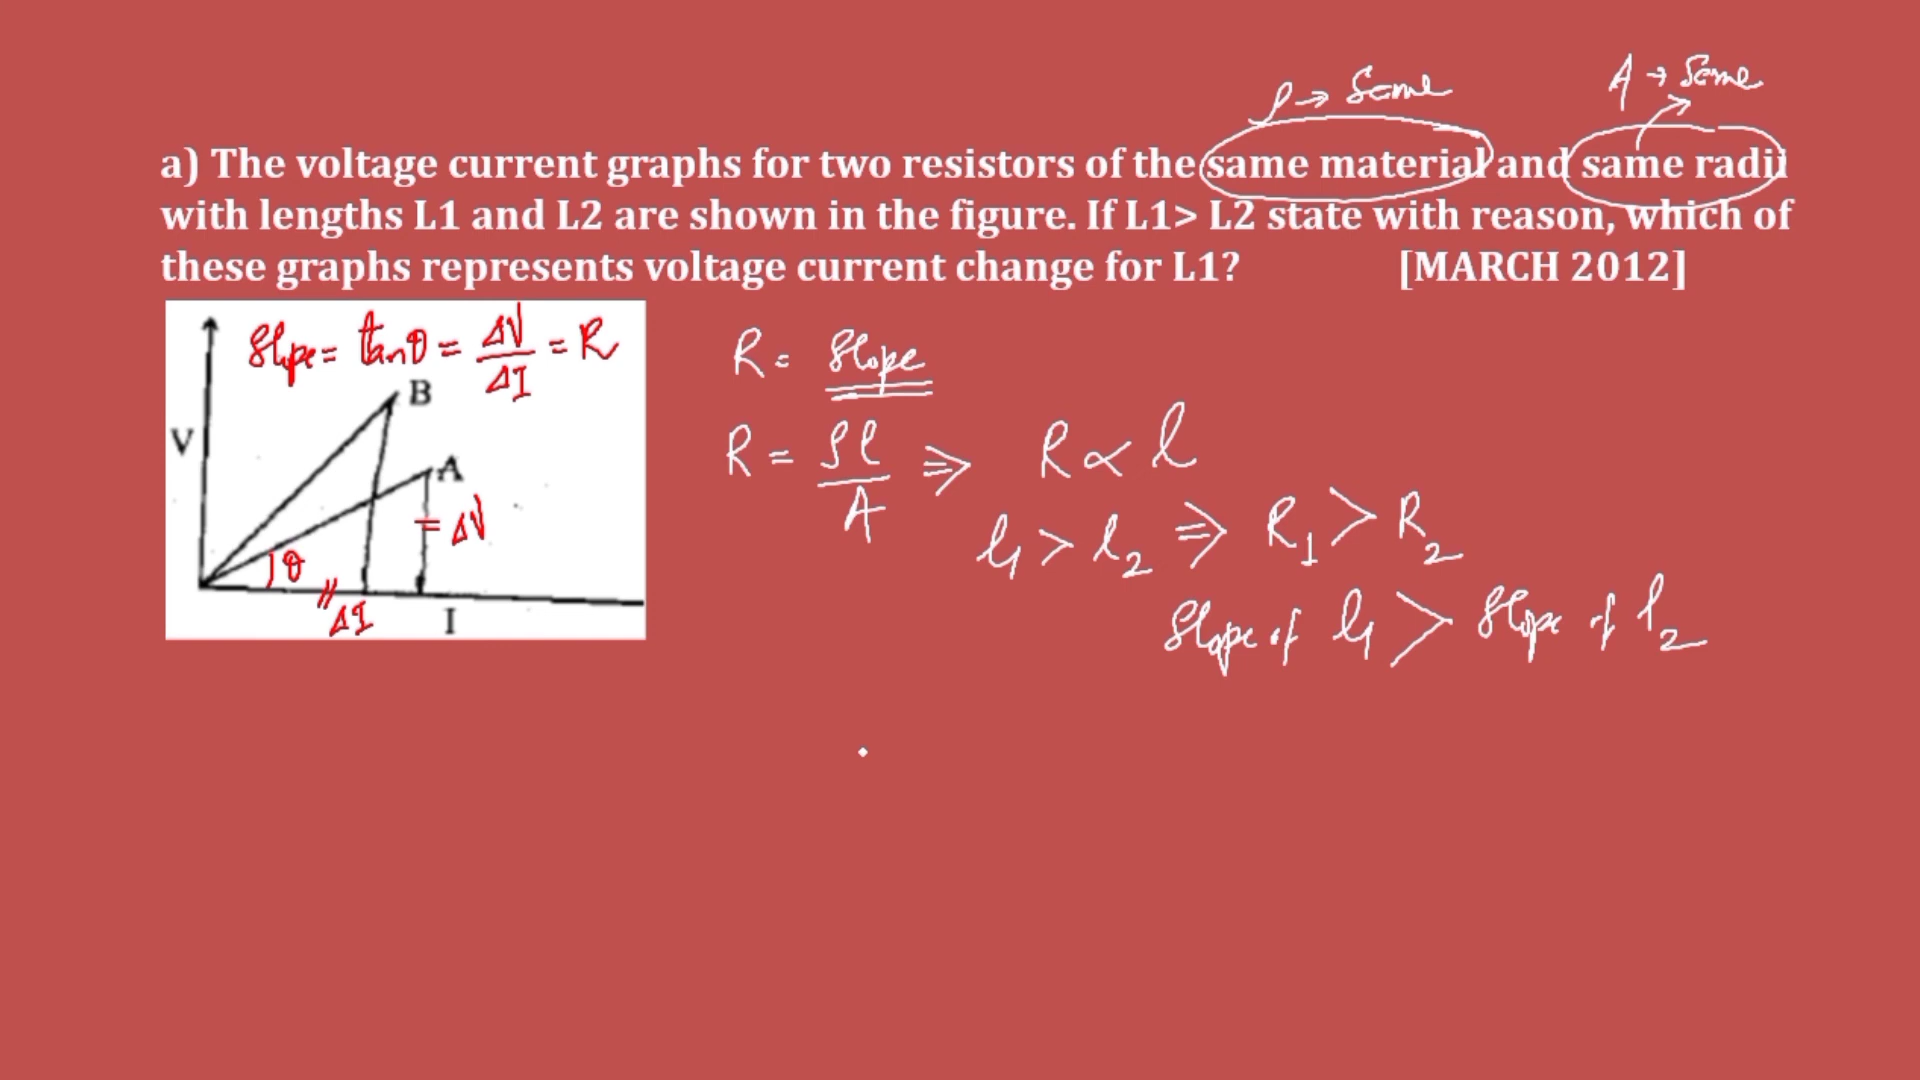 ρ → Same
A → Same
a) The voltage current graphs for two resistors of the same material and same radii
with lengths L1 and L2 are shown in the figure. If L1> L2 state with reason, which of
these graphs represents voltage current change for L1? [MARCH 2012]
Slope = tanθ = ΔV/ΔI = R
B
V
A
= ΔV
θ
ΔI
I
R = Slope
R = ρl/A ⇒ R ∝ l
l1 > l2 ⇒ R1 > R2
Slope of l1 > Slope of l2